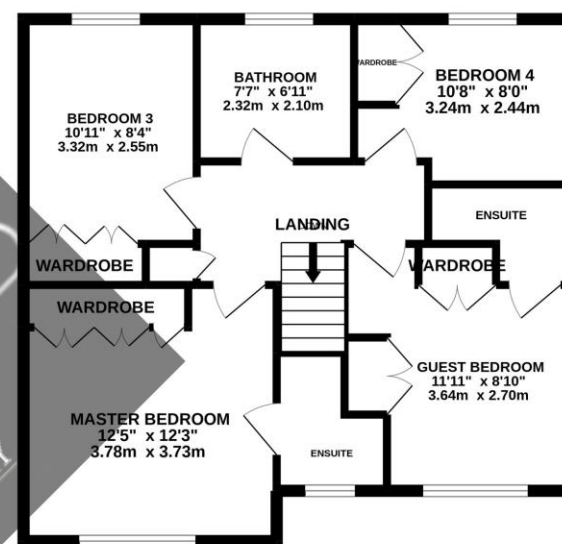 BEDROOM 3
10'11" x 8'4"
3.32m x 2.55m
BATHROOM
7'7" x 6'11"
2.32m x 2.10m
WARDROBE
BEDROOM 4
10'8" x 8'0"
3.24m x 2.44m
ENSUITE
LANDING
WARDROBE
WARDROBE
WARDROBE
GUEST BEDROOM
11'11" x 8'10"
3.64m x 2.70m
MASTER BEDROOM
12'5" x 12'3"
3.78m x 3.73m
ENSUITE